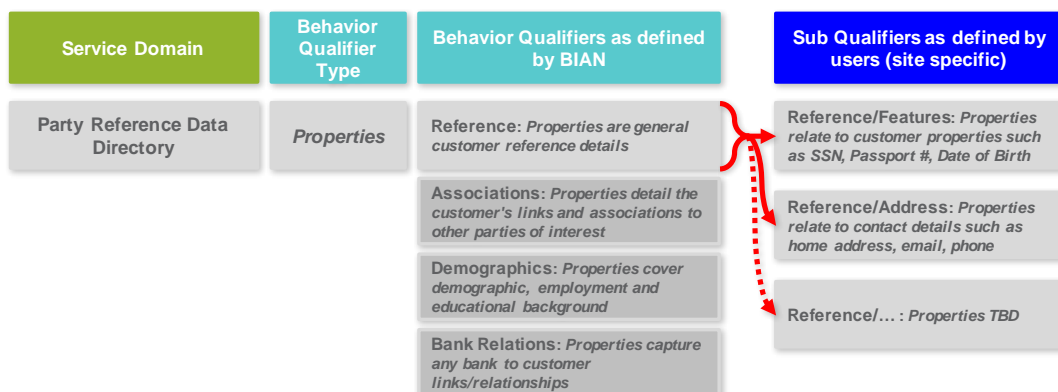 Service Domain
Behavior
Qualifier
Type
Behavior Qualifiers as defined
by BIAN
Sub Qualifiers as defined by
users (site specific)
Party Reference Data
Directory
Properties
Reference: Properties are general
customer reference details
Associations: Properties detail the
customer's links and associations to
other parties of interest
Demographics: Properties cover
demographic, employment and
educational background
Bank Relations: Properties capture
any bank to customer
links/relationships
Reference/Features: Properties
relate to customer properties such
as SSN, Passport #, Date of Birth
Reference/Address: Properties
relate to contact details such as
home address, email, phone
Reference/… : Properties TBD